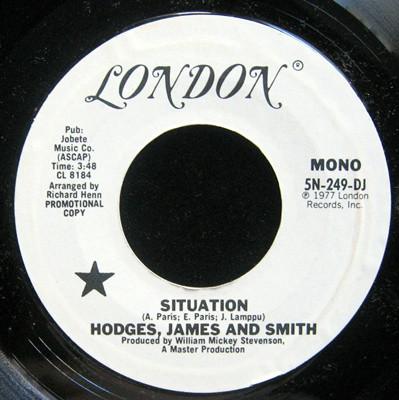 LONDON®
Pub:
Jobete
Music Co.
(ASCAP)
Time: 3:48
CL 8184
Arranged by
Richard Henn
PROMOTIONAL
COPY
MONO
5N-249-DJ
℗ 1977 London
Records, Inc.
SITUATION
(A. Paris; E. Paris; J. Lamppu)
HODGES, JAMES AND SMITH
Produced by William Mickey Stevenson,
A Master Production